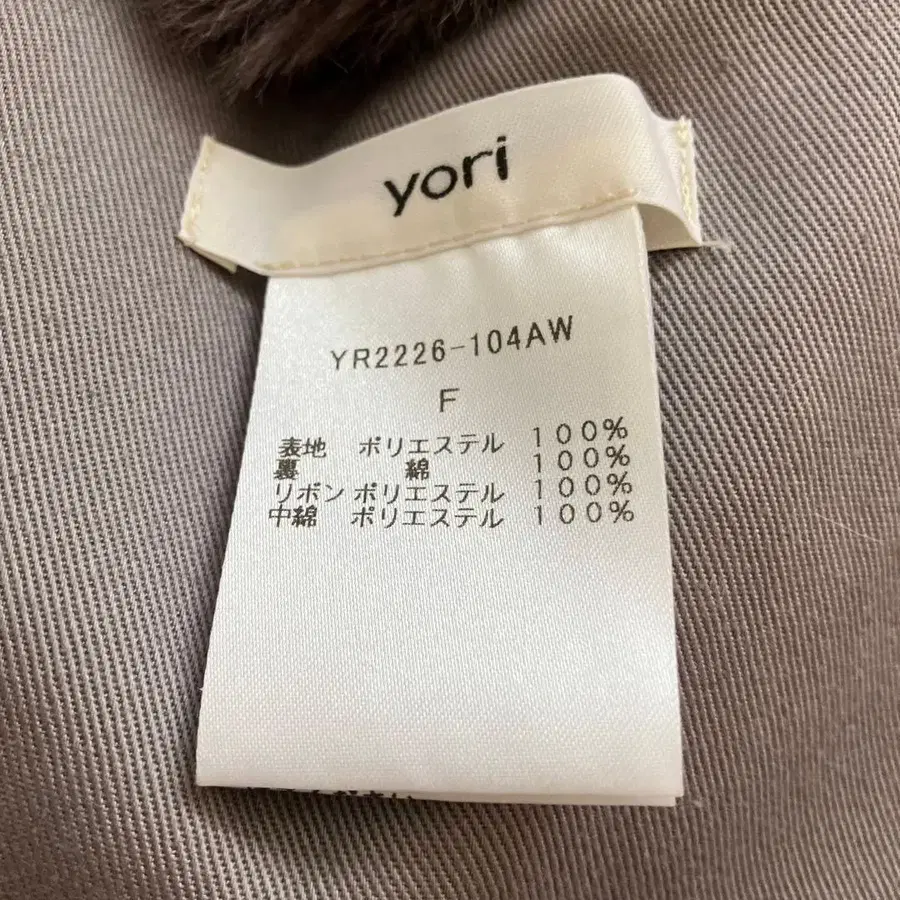 yori
YR2226-104AW
F
表地 ポリエステル 100%
裏 綿 100%
リボン ポリエステル 100%
中綿 ポリエステル 100%